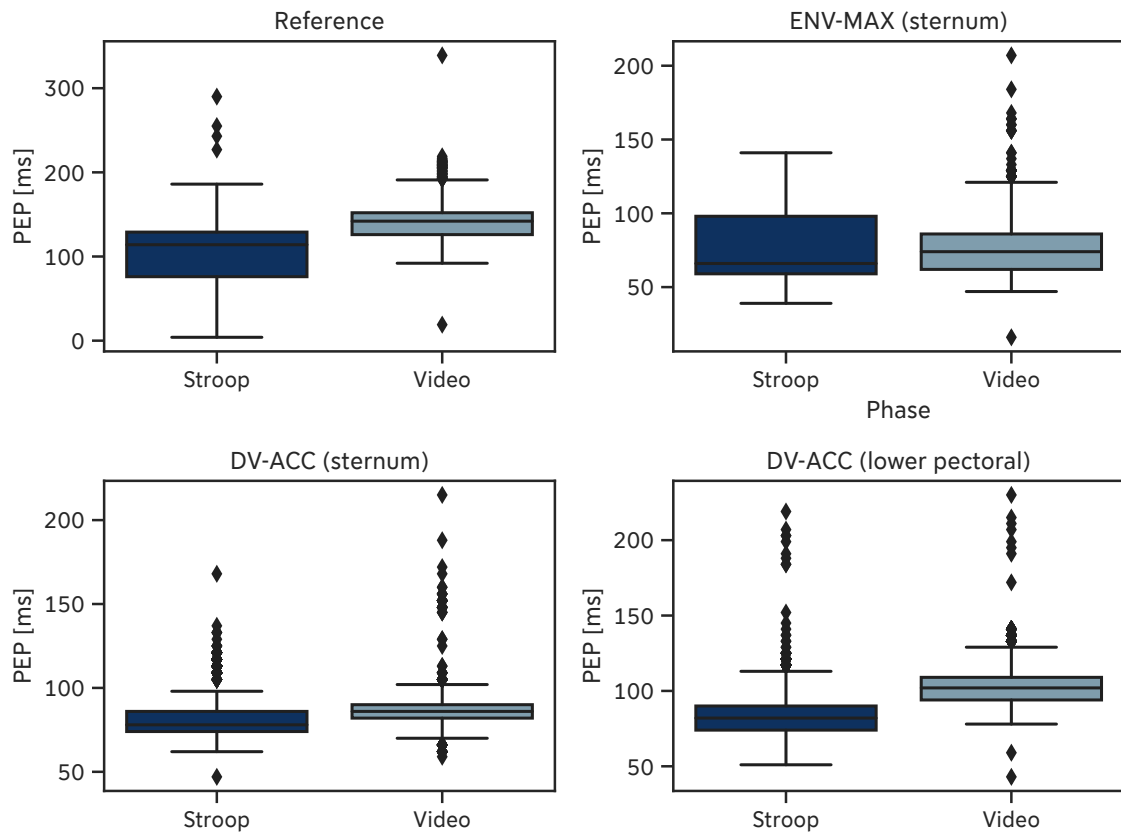 Reference
PEP [ms]
300
200
100
0
Stroop
Video
ENV-MAX (sternum)
PEP [ms]
200
150
100
50
Stroop
Video
Phase
DV-ACC (sternum)
PEP [ms]
200
150
100
50
Stroop
Video
DV-ACC (lower pectoral)
PEP [ms]
200
150
100
50
Stroop
Video